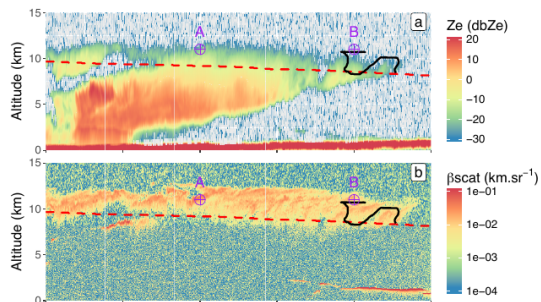 a
Ze (dbZe)
15
10
5
0
Altitude (km)
A
B
20
10
0
−10
−20
−30
b
βscat (km.sr⁻¹)
15
10
5
0
Altitude (km)
A
B
1e−01
1e−02
1e−03
1e−04